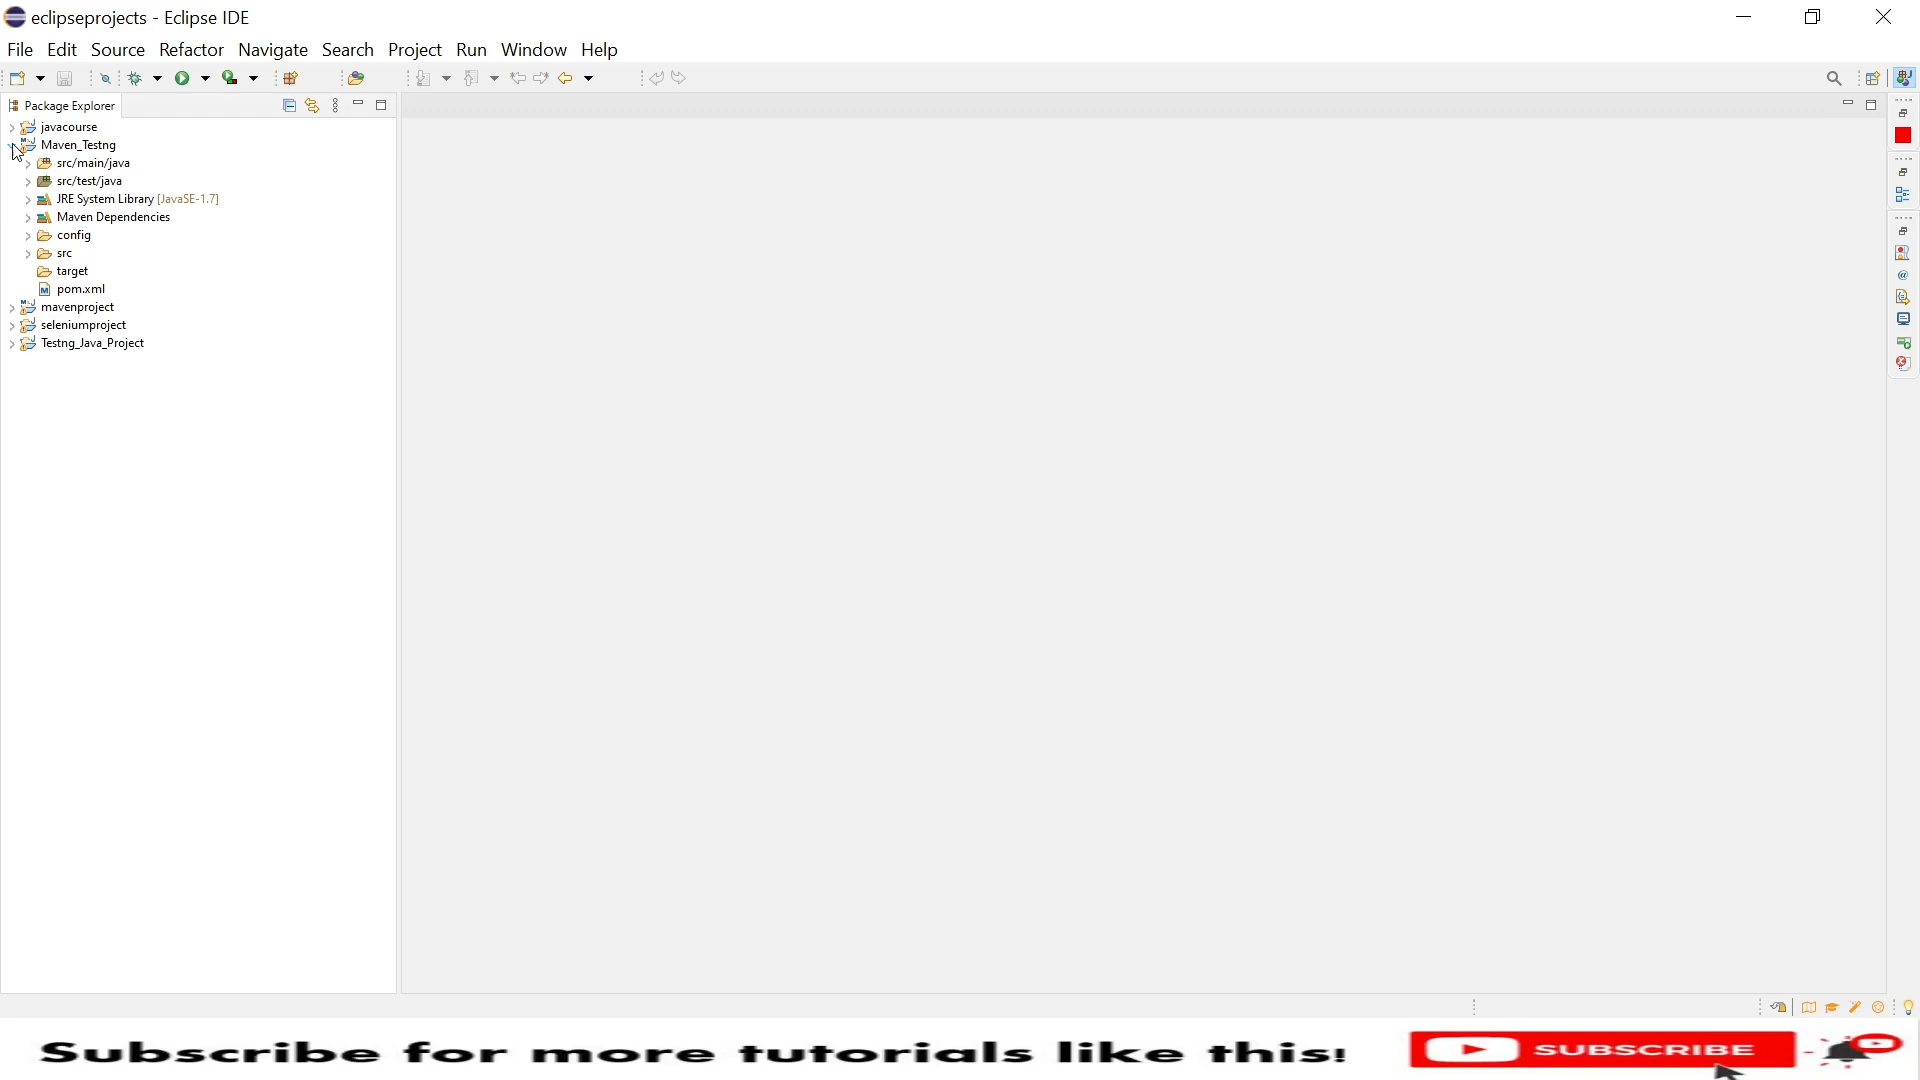 eclipseprojects - Eclipse IDE
File Edit Source Refactor Navigate Search Project Run Window Help
Package Explorer
javacourse
Maven_Testng
src/main/java
src/test/java
JRE System Library [JavaSE-1.7]
Maven Dependencies
config
src
target
pom.xml
mavenproject
seleniumproject
Testng_Java_Project
Subscribe for more tutorials like this! SUBSCRIBE